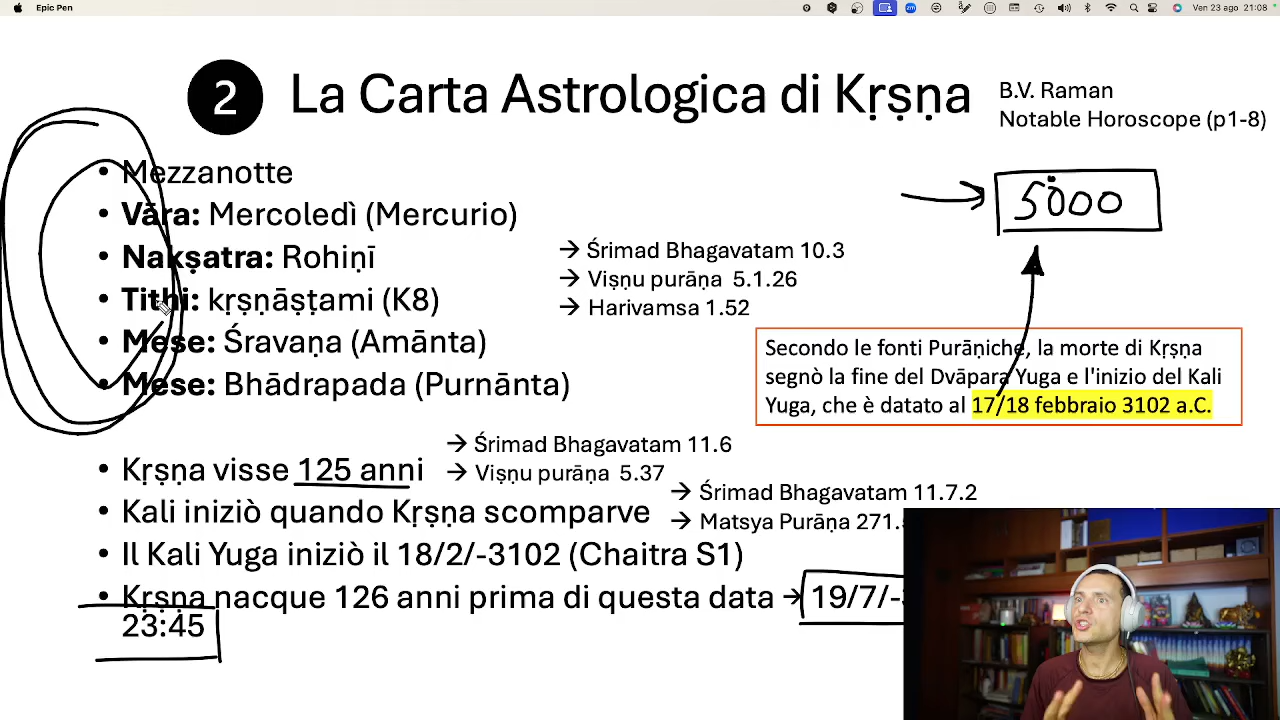 Epic Pen
Ven 23 ago 21:08
2
La Carta Astrologica di Kṛṣṇa
B.V. Raman
Notable Horoscope (p1-8)
• Mezzanotte
• Vāra: Mercoledì (Mercurio)
• Nakṣatra: Rohiṇī
• Tithi: kṛṣṇāṣṭami (K8)
• Mese: Śravaṇa (Amānta)
• Mese: Bhādrapada (Purnānta)
→ Śrimad Bhagavatam 10.3
→ Viṣṇu purāṇa 5.1.26
→ Harivamsa 1.52
5000
Secondo le fonti Purāṇiche, la morte di Kṛṣṇa
segnò la fine del Dvāpara Yuga e l'inizio del Kali
Yuga, che è datato al 17/18 febbraio 3102 a.C.
• Kṛṣṇa visse 125 anni
→ Śrimad Bhagavatam 11.6
→ Viṣṇu purāṇa 5.37
• Kali iniziò quando Kṛṣṇa scomparve
→ Śrimad Bhagavatam 11.7.2
→ Matsya Purāṇa 271.
• Il Kali Yuga iniziò il 18/2/-3102 (Chaitra S1)
• Kṛṣṇa nacque 126 anni prima di questa data → 19/7/-
23:45